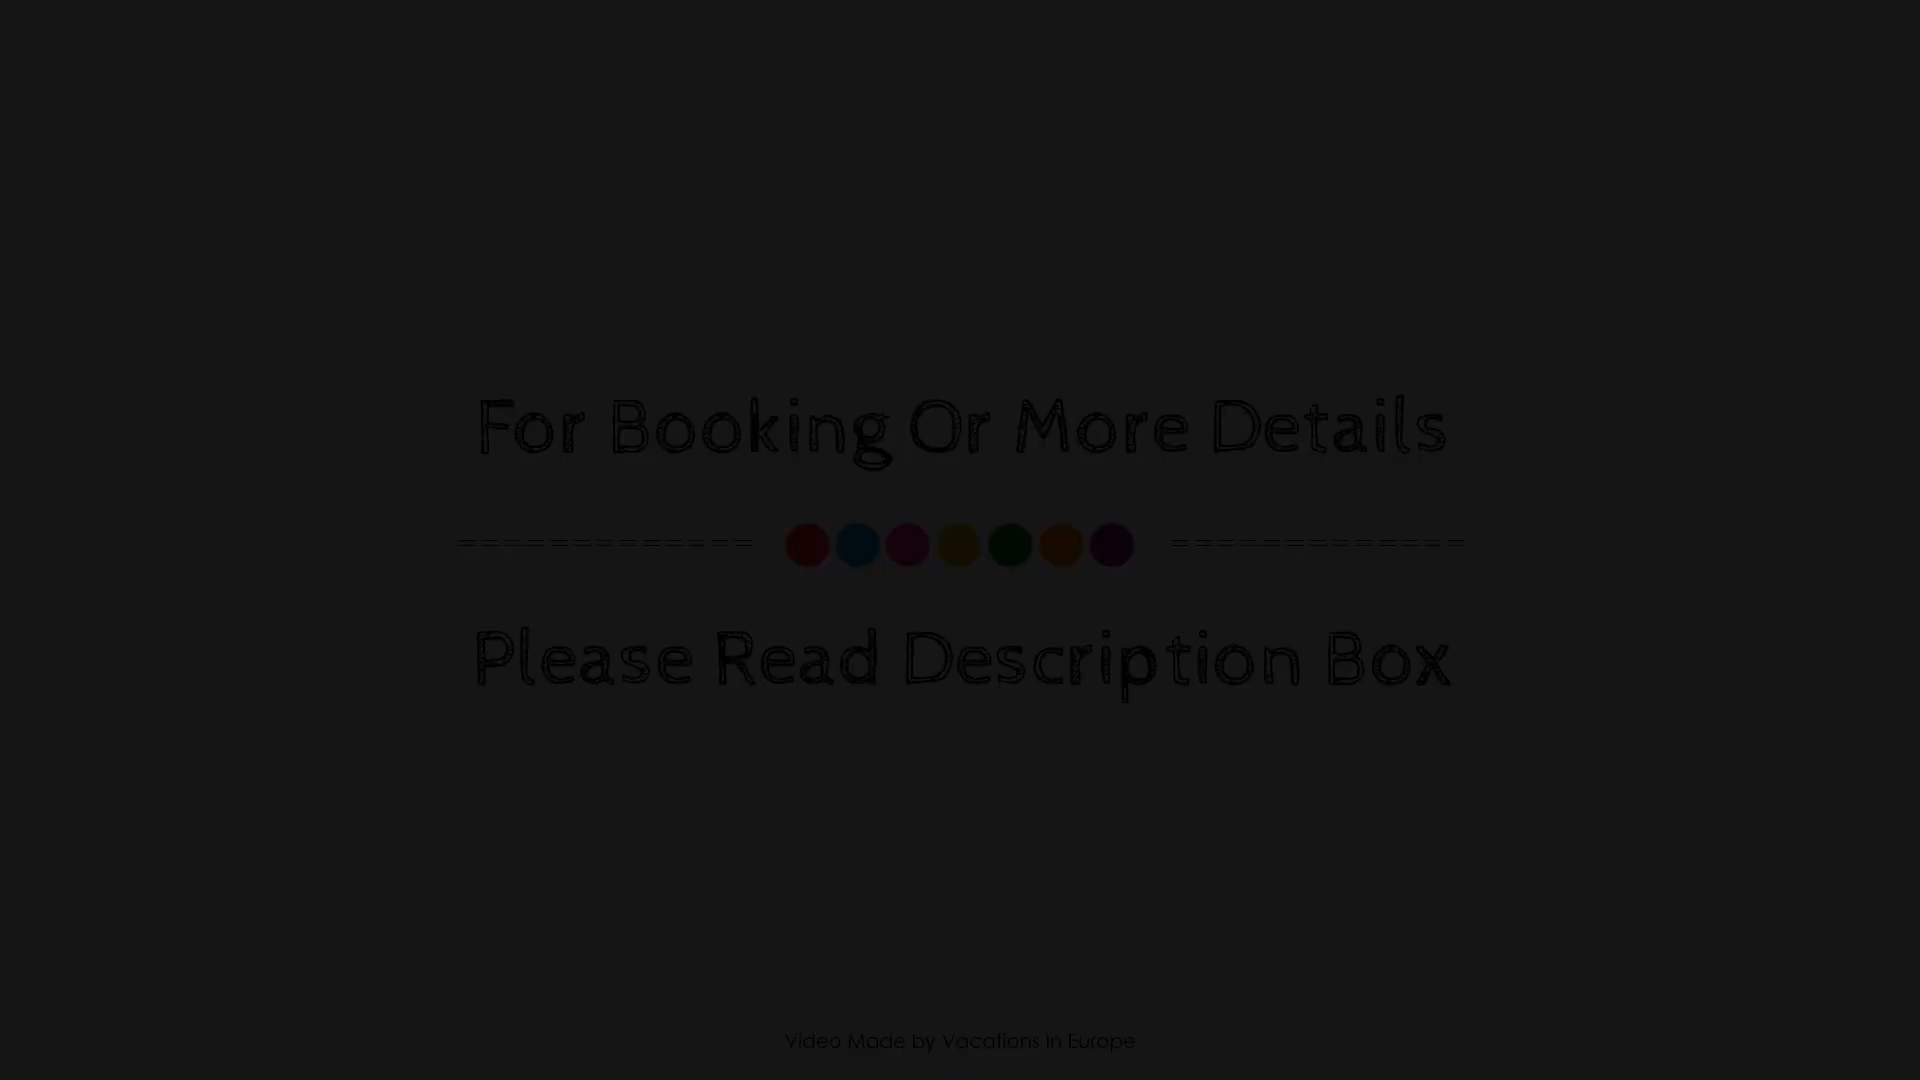 For Booking Or More Details
============= =============
Please Read Description Box
Video Made by Vacations in Europe